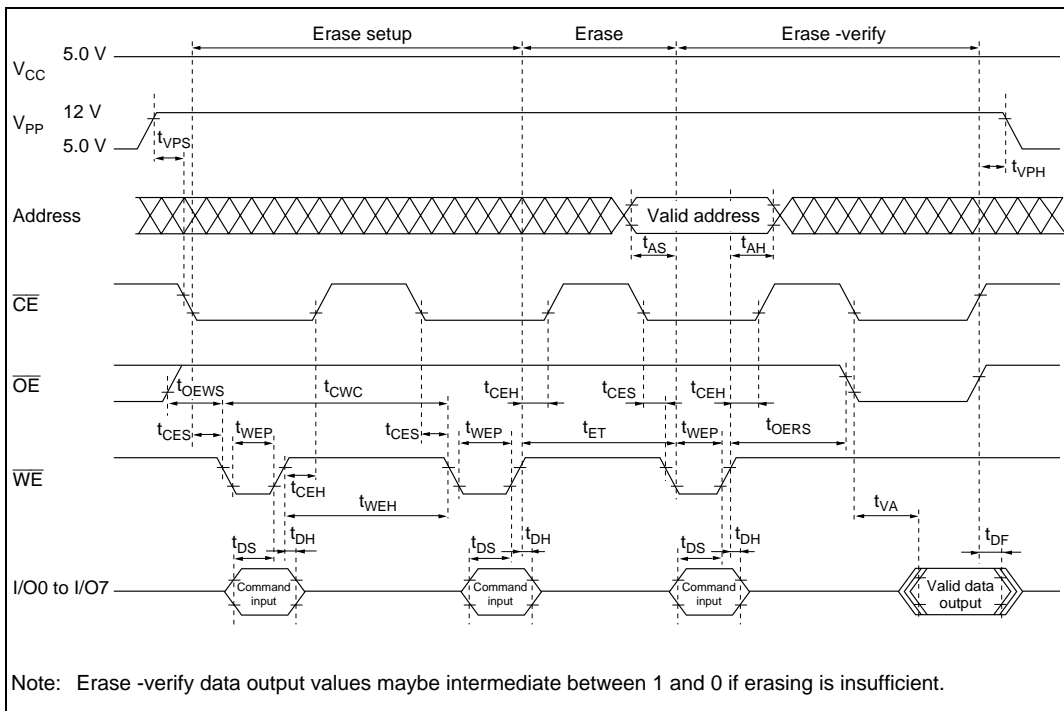 Erase setup Erase Erase -verify
5.0 V
VCC
12 V
VPP
tVPS
5.0 V
tVPH
Address Valid address
tAS tAH
CE
OE
tOEWS tCWC tCEH tCES tCEH
tCES tWEP tCES tWEP tET tWEP tOERS
WE
tCEH
tWEH tVA
tDS tDH tDS tDH tDS tDH tDF
I/O0 to I/O7 Command input Command input Command input Valid data output
Note: Erase -verify data output values maybe intermediate between 1 and 0 if erasing is insufficient.